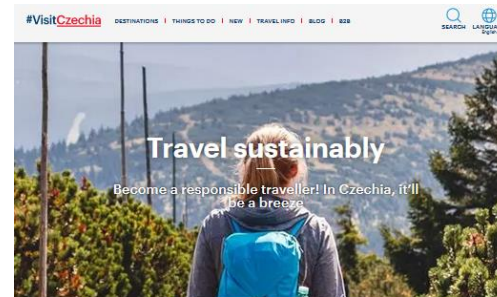 #VisitCzechia DESTINATIONS | THINGS TO DO | NEW | TRAVEL INFO | BLOG | B2B
SEARCH LANGUA
English
Travel sustainably
Become a responsible traveller! In Czechia, it'll
be a breeze